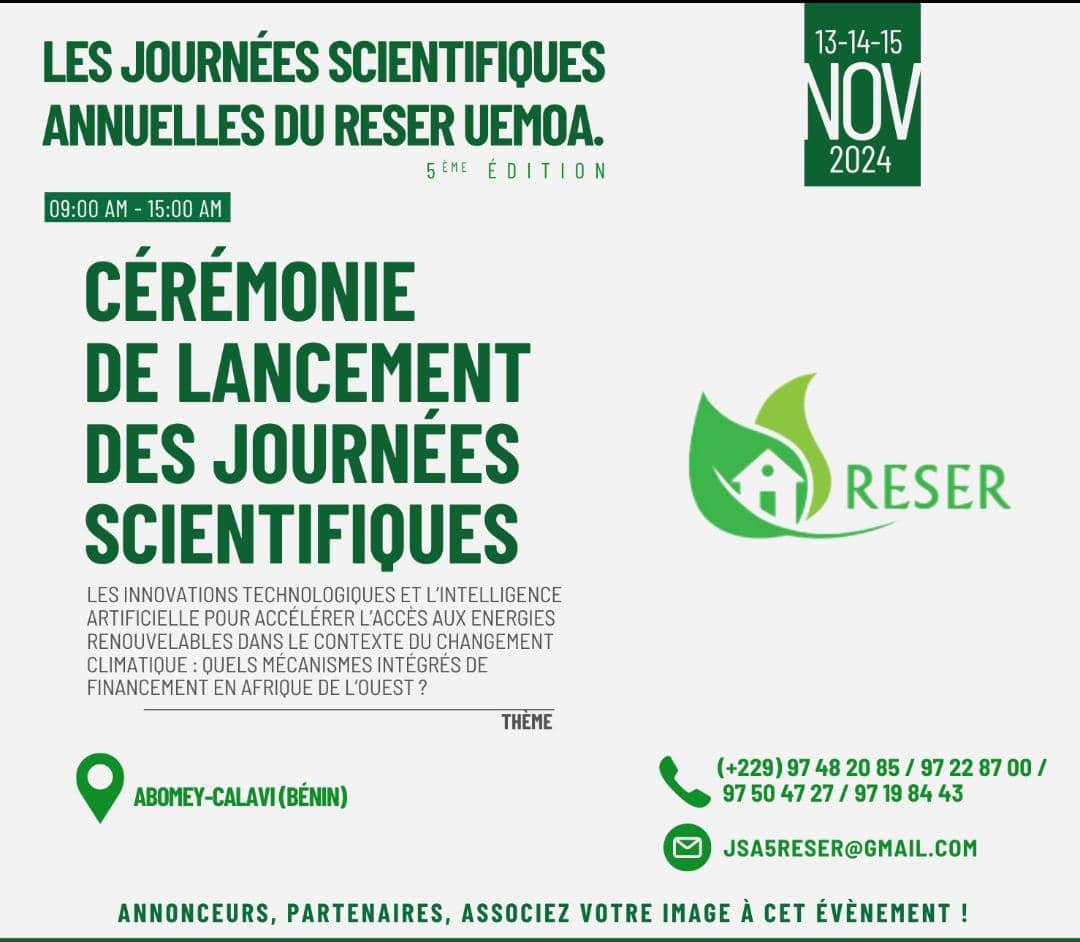 LES JOURNÉES SCIENTIFIQUES
ANNUELLES DU RESER UEMOA.
5ÈME ÉDITION
13-14-15
NOV
2024
09:00 AM - 15:00 AM
CÉRÉMONIE
DE LANCEMENT
DES JOURNÉES
SCIENTIFIQUES
RESER
LES INNOVATIONS TECHNOLOGIQUES ET L'INTELLIGENCE
ARTIFICIELLE POUR ACCÉLÉRER L'ACCÈS AUX ENERGIES
RENOUVELABLES DANS LE CONTEXTE DU CHANGEMENT
CLIMATIQUE : QUELS MÉCANISMES INTÉGRÉS DE
FINANCEMENT EN AFRIQUE DE L'OUEST ?
THÈME
ABOMEY-CALAVI (BÉNIN)
(+229) 97 48 20 85 / 97 22 87 00 /
97 50 47 27 / 97 19 84 43
JSA5RESER@GMAIL.COM
ANNONCEURS, PARTENAIRES, ASSOCIEZ VOTRE IMAGE À CET ÉVÈNEMENT !